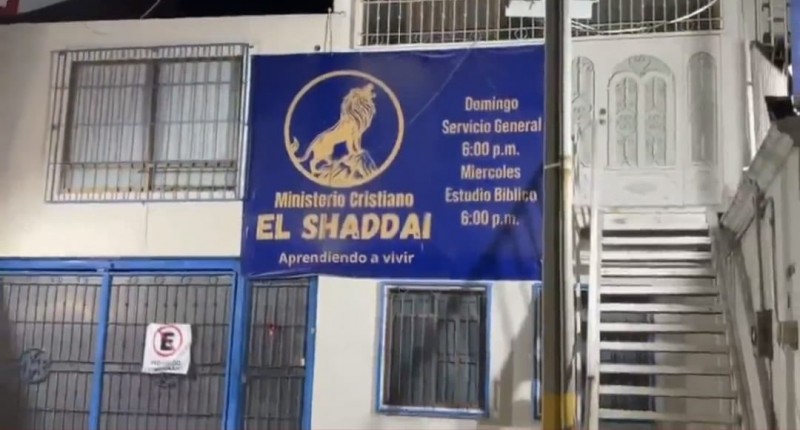 Ministerio Cristiano
EL SHADDAI
Aprendiendo a vivir
Domingo
Servicio General
6:00 p.m.
Miercoles
Estudio Biblico
6:00 p.m.
E